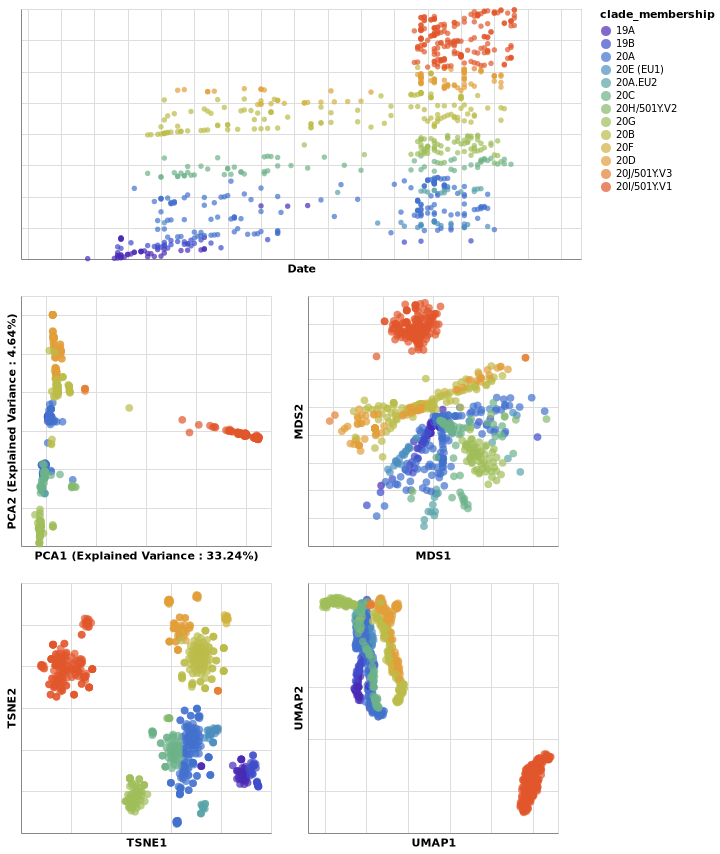 clade_membership
19A
19B
20A
20E (EU1)
20A.EU2
20C
20H/501Y.V2
20G
20B
20F
20D
20J/501Y.V3
20I/501Y.V1
Date
PCA2 (Explained Variance : 4.64%)
PCA1 (Explained Variance : 33.24%)
MDS2
MDS1
TSNE2
TSNE1
UMAP2
UMAP1